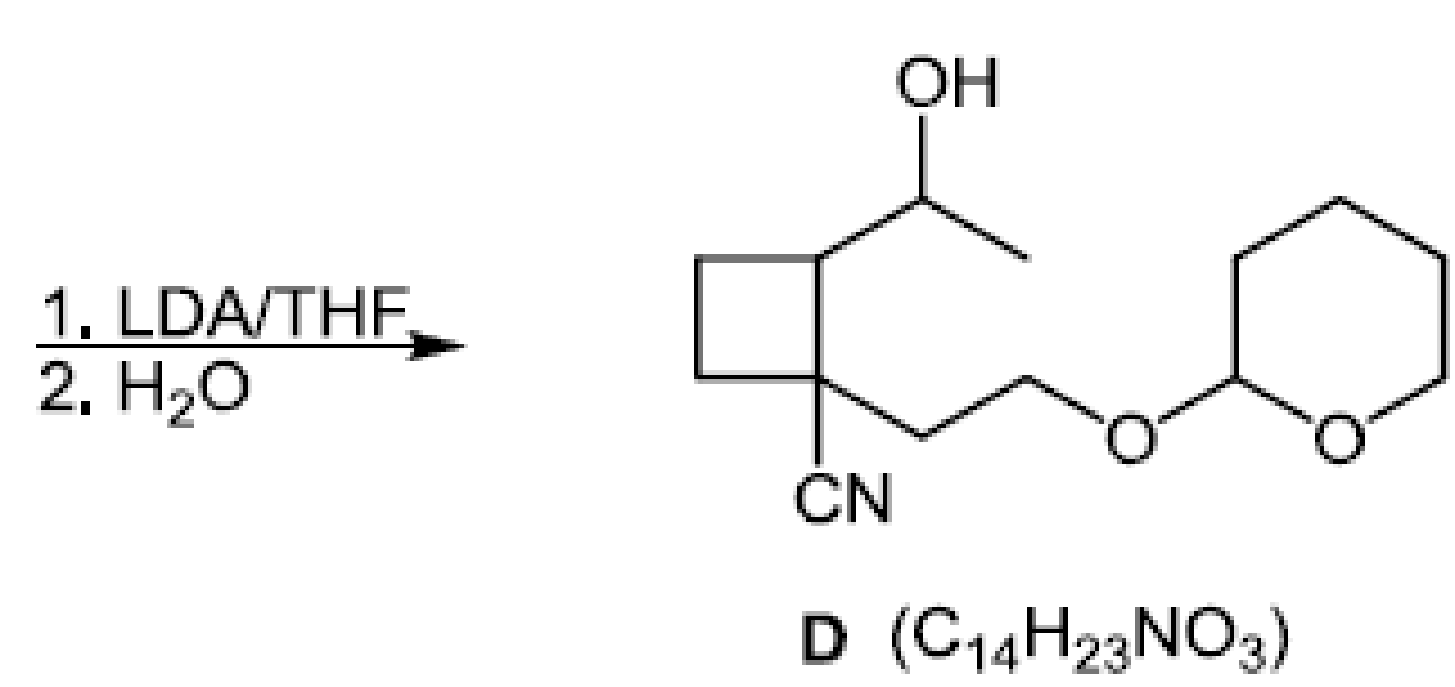 OH
1. LDA/THF
2. H₂O
O
O
CN
D (C₁₄H₂₃NO₃)